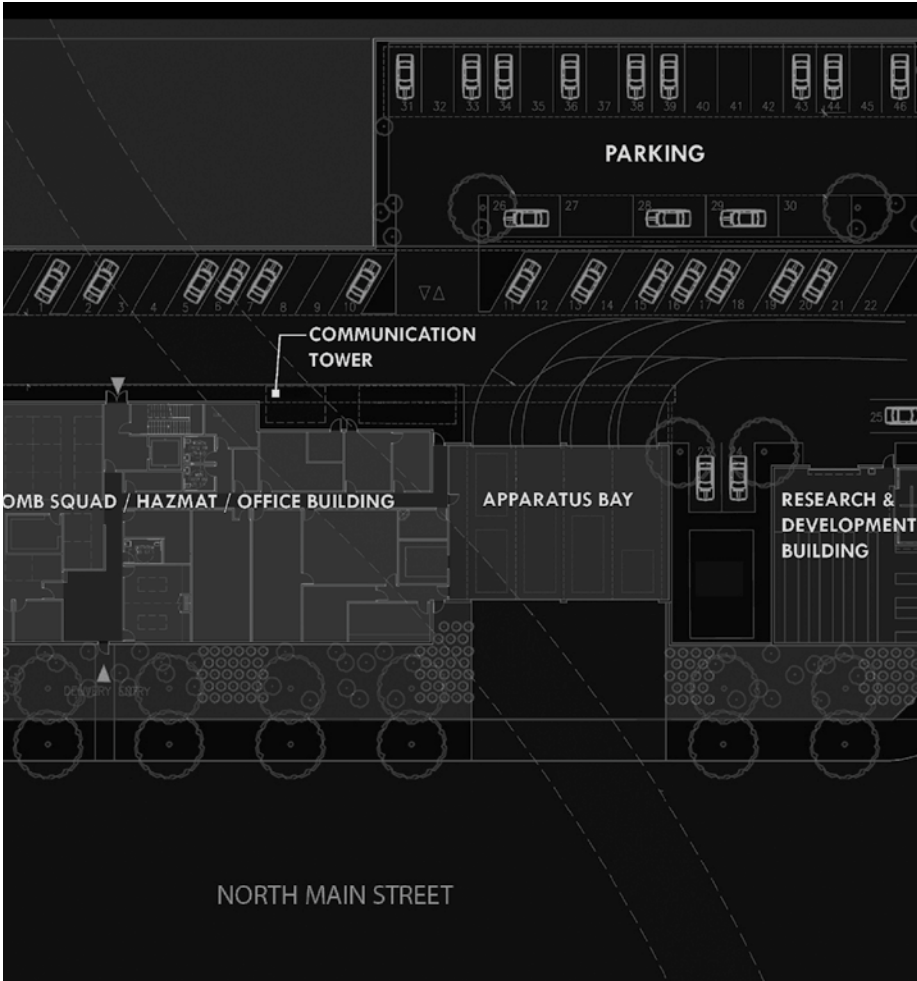 31 32 33 34 35 36 37 38 39 40 41 42 43 44 45 46
PARKING
26 27 28 29 30
1 2 3 4 5 6 7 8 9 10 11 12 13 14 15 16 17 18 19 20 21 22
COMMUNICATION
TOWER
25
23 24
OMB SQUAD / HAZMAT / OFFICE BUILDING
APPARATUS BAY
RESEARCH &
DEVELOPMENT
BUILDING
DELIVERY ENTRY
NORTH MAIN STREET